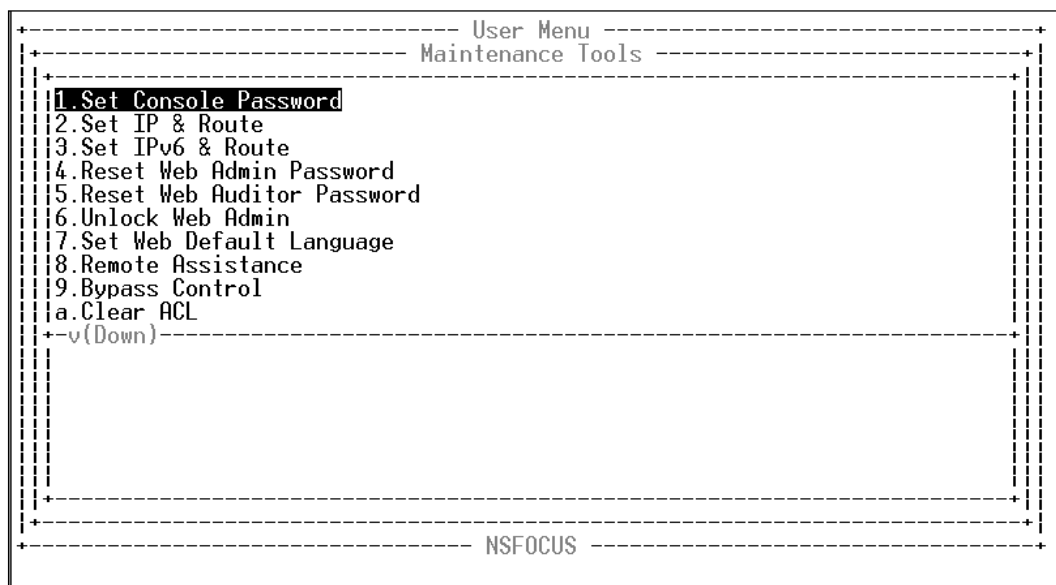 User Menu
Maintenance Tools
1.Set Console Password
2.Set IP & Route
3.Set IPv6 & Route
4.Reset Web Admin Password
5.Reset Web Auditor Password
6.Unlock Web Admin
7.Set Web Default Language
8.Remote Assistance
9.Bypass Control
a.Clear ACL
v(Down)
NSFOCUS